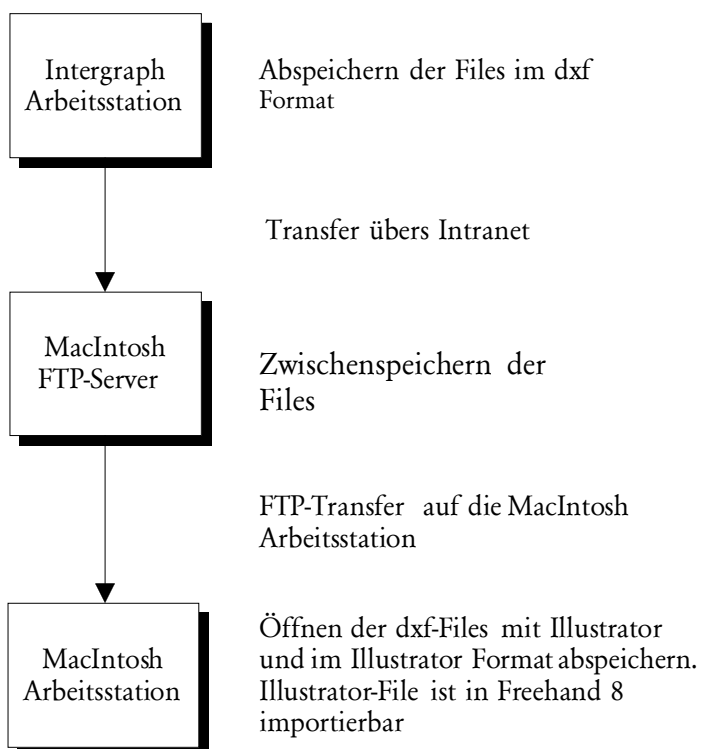 Intergraph
Arbeitsstation
Abspeichern der Files im dxf
Format
Transfer übers Intranet
MacIntosh
FTP-Server
Zwischenspeichern der
Files
FTP-Transfer auf die MacIntosh
Arbeitsstation
MacIntosh
Arbeitsstation
Öffnen der dxf-Files mit Illustrator
und im Illustrator Format abspeichern.
Illustrator-File ist in Freehand 8
importierbar